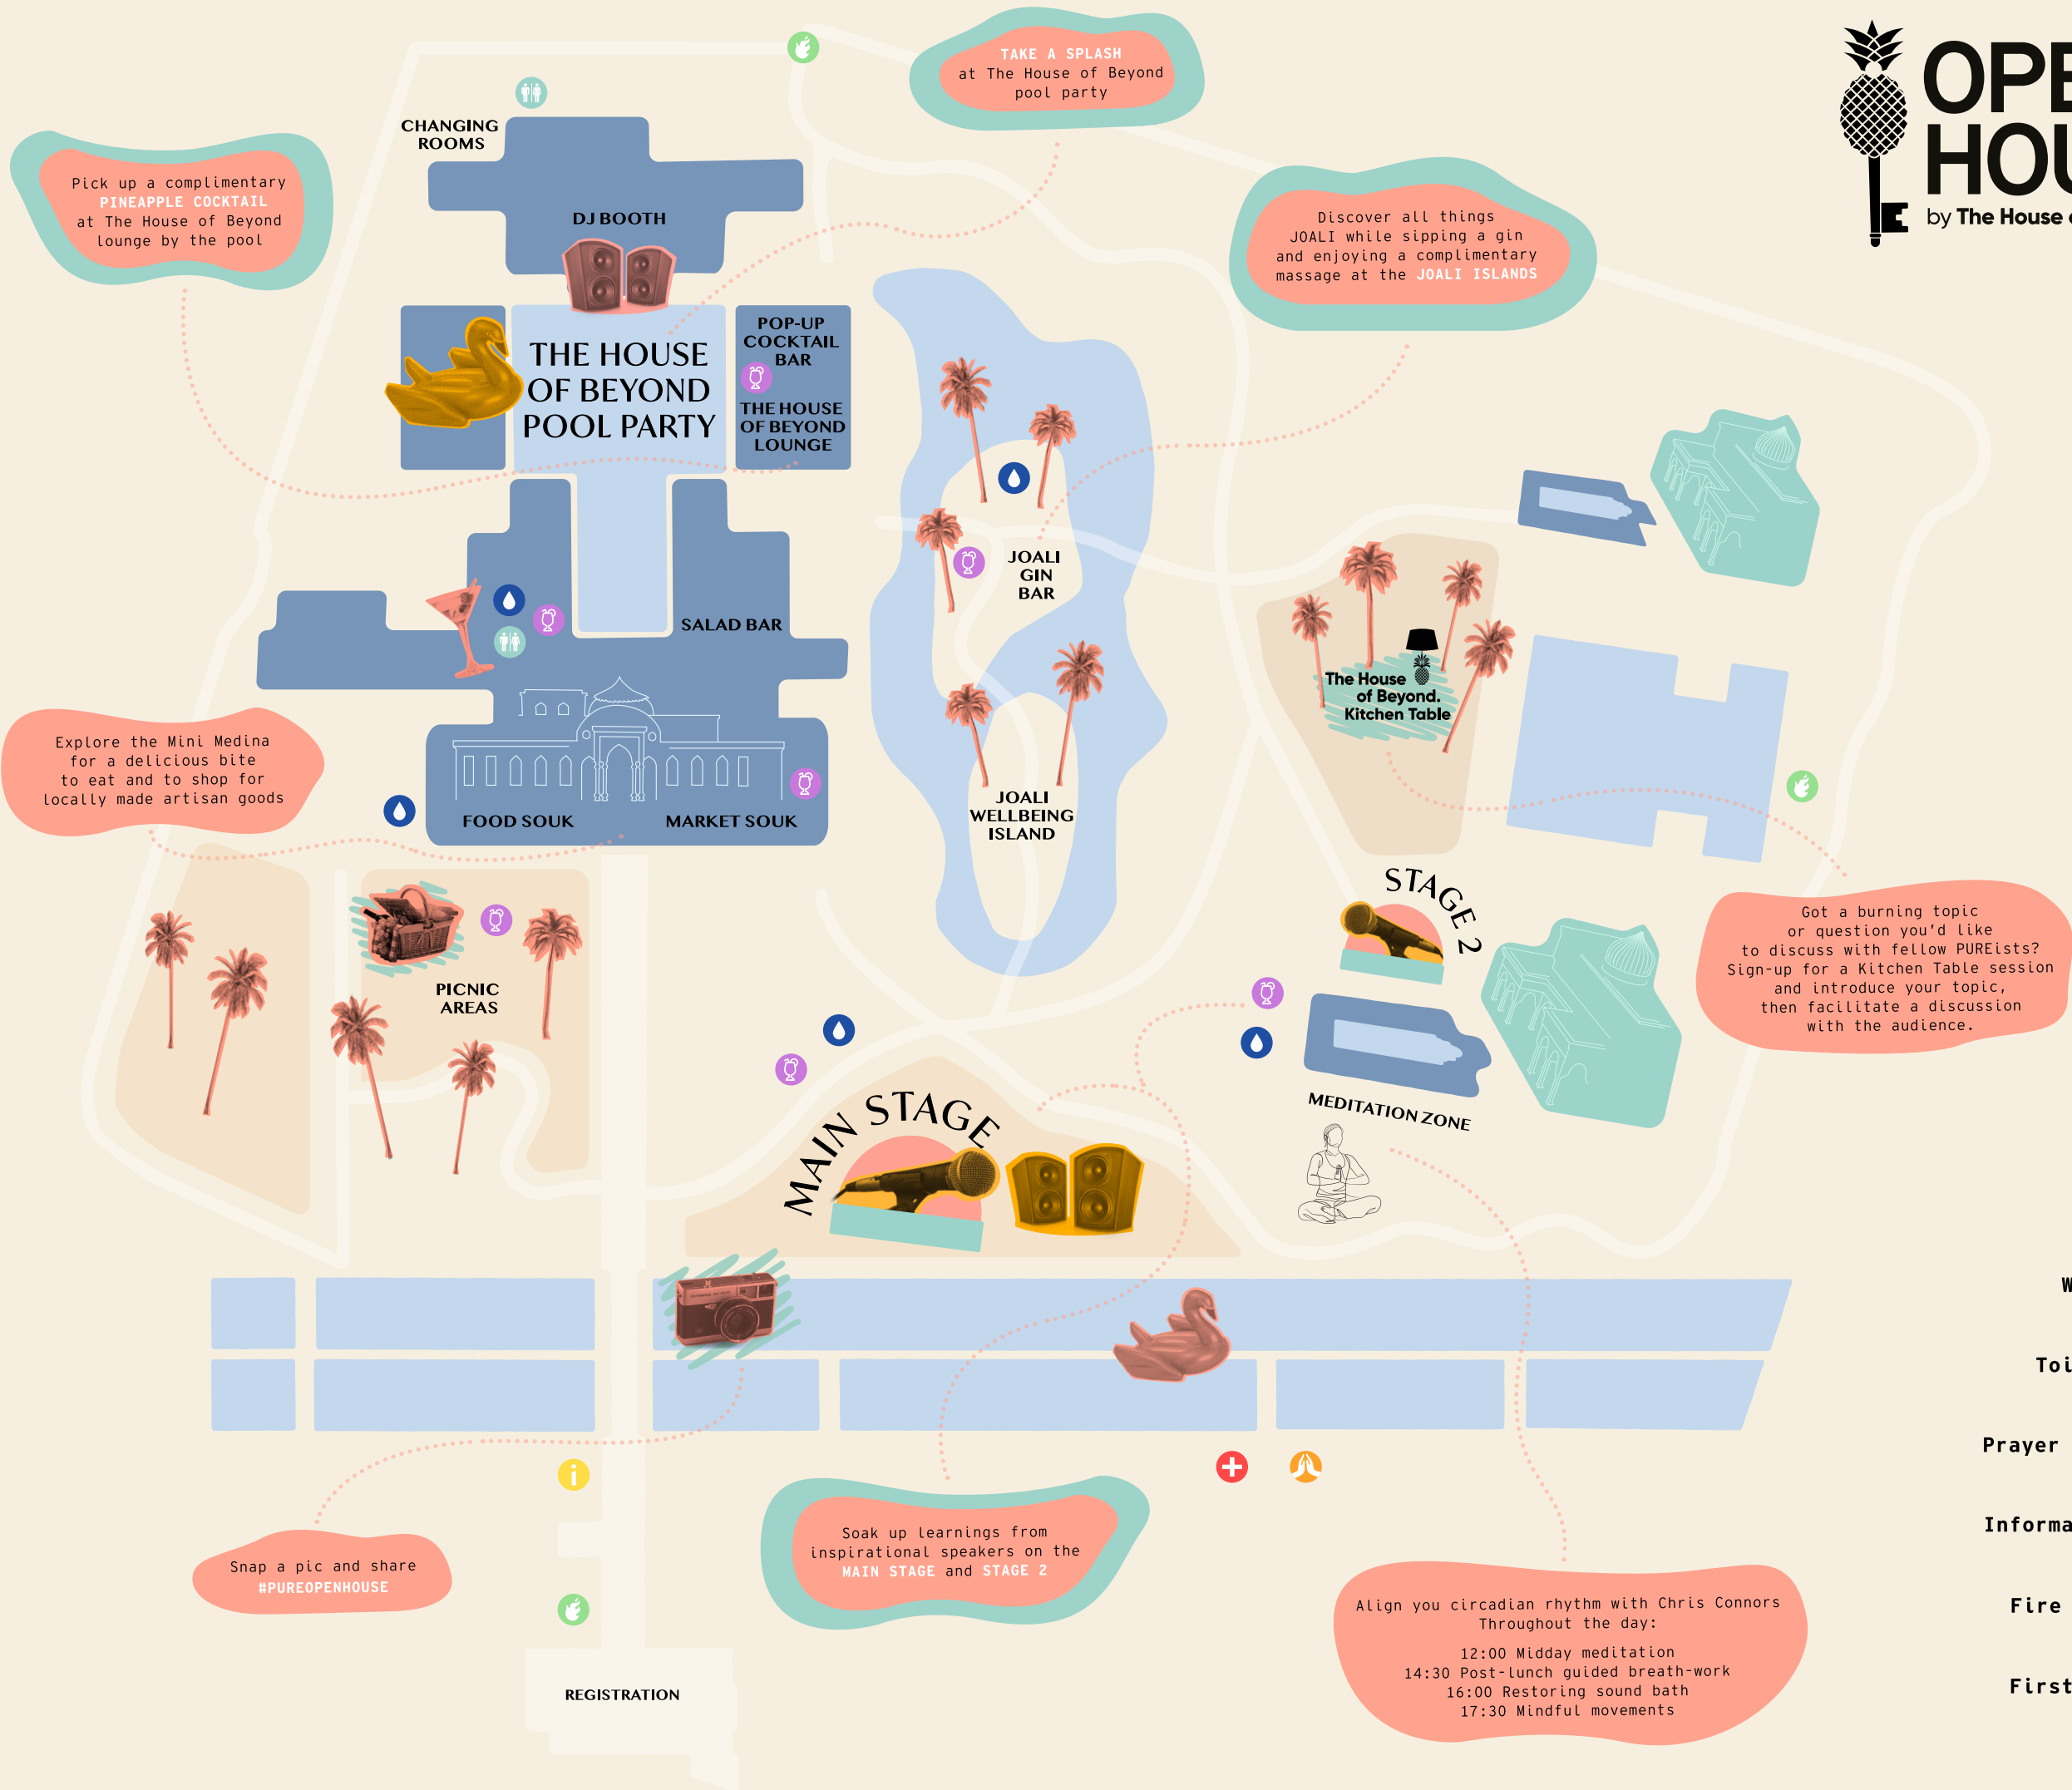 TAKE A SPLASH
at The House of Beyond
pool party
OPE
HOU
by The House
CHANGING
ROOMS
Pick up a complimentary
PINEAPPLE COCKTAIL
at The House of Beyond
lounge by the pool
DJ BOOTH
Discover all things
JOALI while sipping a gin
and enjoying a complimentary
massage at the JOALI ISLANDS
THE HOUSE
OF BEYOND
POOL PARTY
POP-UP
COCKTAIL
BAR
THE HOUSE
OF BEYOND
LOUNGE
JOALI
GIN
BAR
SALAD BAR
The House
of Beyond.
Kitchen Table
Explore the Mini Medina
for a delicious bite
to eat and to shop for
locally made artisan goods
FOOD SOUK
MARKET SOUK
JOALI
WELLBEING
ISLAND
STAGE 2
Got a burning topic
or question you'd like
to discuss with fellow PUREists?
Sign-up for a Kitchen Table session
and introduce your topic,
then facilitate a discussion
with the audience.
PICNIC
AREAS
MAIN STAGE
MEDITATION ZONE
W
Toi
Prayer
i
Informa
Snap a pic and share
#PUREOPENHOUSE
Soak up learnings from
inspirational speakers on the
MAIN STAGE and STAGE 2
Fire
Align you circadian rhythm with Chris Connors
Throughout the day:
12:00 Midday meditation
14:30 Post-lunch guided breath-work
16:00 Restoring sound bath
17:30 Mindful movements
First
REGISTRATION